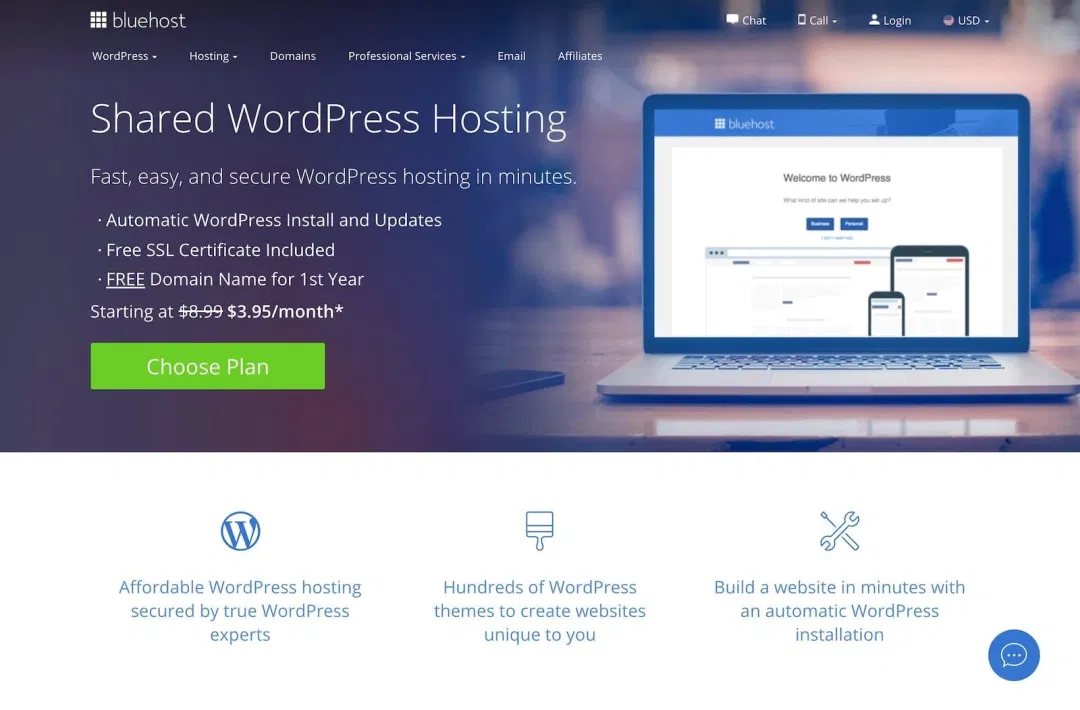 bluehost
Chat
Call
Login
USD
WordPress
Hosting
Domains
Professional Services
Email
Affiliates
Shared WordPress Hosting
Fast, easy, and secure WordPress hosting in minutes.
· Automatic WordPress Install and Updates
· Free SSL Certificate Included
· FREE Domain Name for 1st Year
Starting at $8.99 $3.95/month*
Choose Plan
bluehost
Welcome to WordPress
What kind of site can we help you set up?
Business
Personal
Affordable WordPress hosting
secured by true WordPress
experts
Hundreds of WordPress
themes to create websites
unique to you
Build a website in minutes with
an automatic WordPress
installation